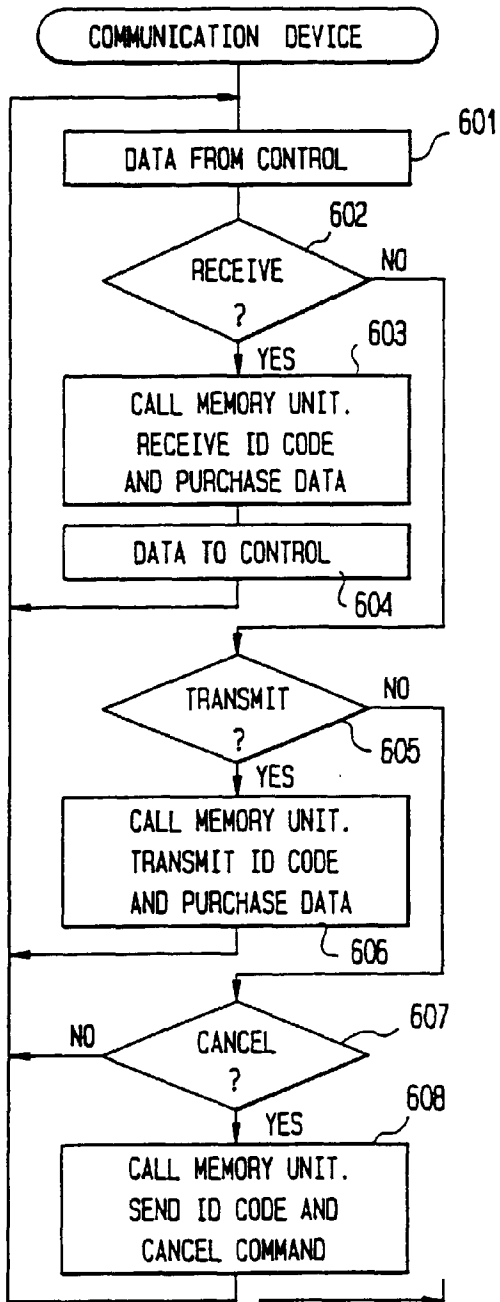 COMMUNICATION DEVICE
601
DATA FROM CONTROL
602
RECEIVE
?
NO
YES
603
CALL MEMORY UNIT.
RECEIVE ID CODE
AND PURCHASE DATA
DATA TO CONTROL
604
TRANSMIT
?
NO
605
YES
CALL MEMORY UNIT.
TRANSMIT ID CODE
AND PURCHASE DATA
606
607
NO
CANCEL
?
YES
608
CALL MEMORY UNIT.
SEND ID CODE AND
CANCEL COMMAND